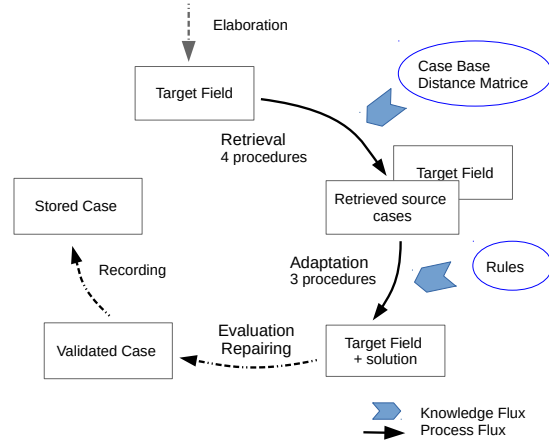 Elaboration
Target Field
Case Base
Distance Matrice
Retrieval
4 procedures
Target Field
Retrieved source
cases
Stored Case
Adaptation
3 procedures
Rules
Recording
Evaluation
Repairing
Target Field
+ solution
Validated Case
Knowledge Flux
Process Flux